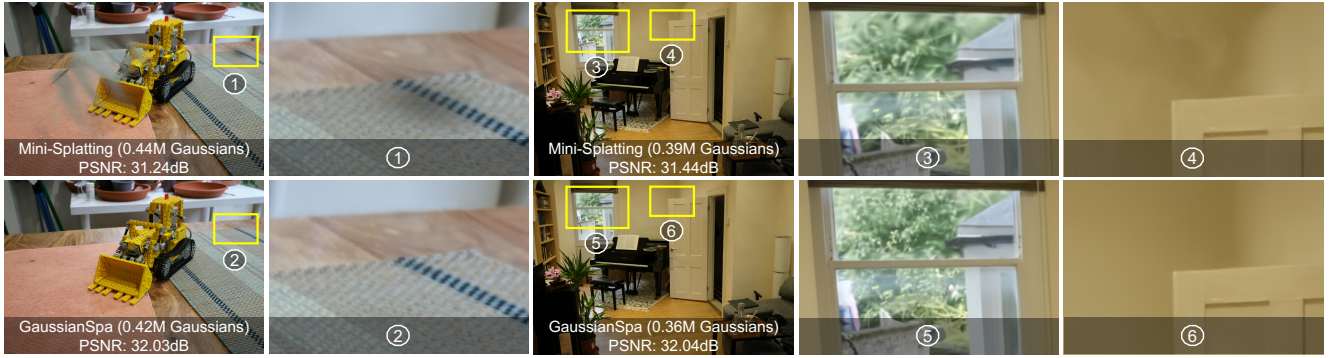 1
3
4
Mini-Splatting (0.44M Gaussians)
PSNR: 31.24dB
1
Mini-Splatting (0.39M Gaussians)
PSNR: 31.44dB
3
4
2
5
6
GaussianSpa (0.42M Gaussians)
PSNR: 32.03dB
2
GaussianSpa (0.36M Gaussians)
PSNR: 32.04dB
5
6